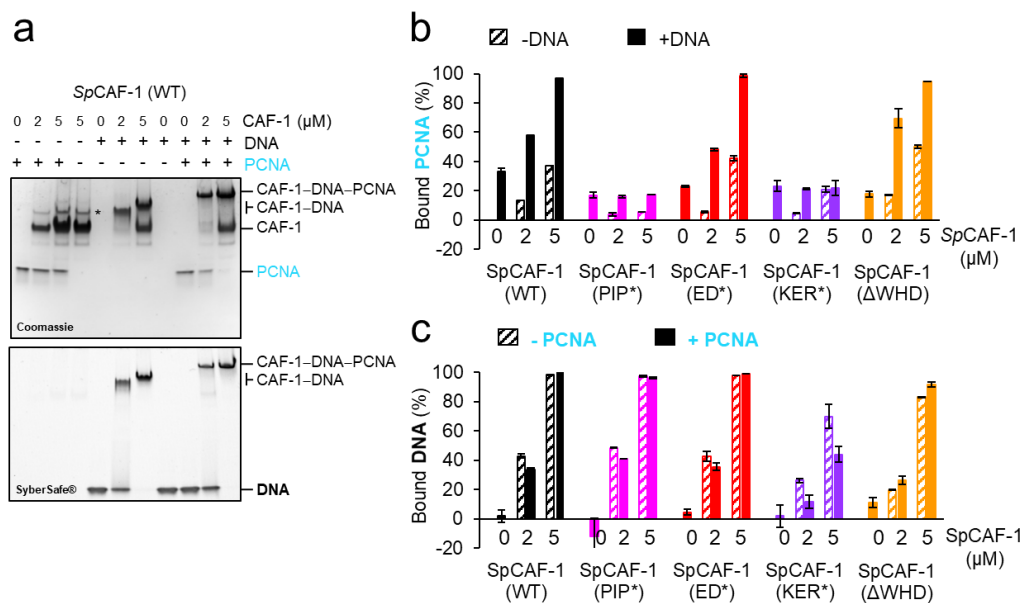 a
SpCAF-1 (WT)
0 2 5 5 0 2 5 0 0 2 5 CAF-1 (µM)
- - - - + + + + + + + DNA
+ + + - - - - - + + + PCNA
CAF-1–DNA–PCNA
* CAF-1–DNA
CAF-1
PCNA
Coomassie
CAF-1–DNA–PCNA
CAF-1–DNA
SyberSafe® DNA
b
-DNA +DNA
Bound PCNA (%)
100
80
60
40
20
0
-20
0 2 5 0 2 5 0 2 5 0 2 5 0 2 5 SpCAF-1
(µM)
SpCAF-1 SpCAF-1 SpCAF-1 SpCAF-1 SpCAF-1
(WT) (PIP*) (ED*) (KER*) (ΔWHD)
c
- PCNA + PCNA
Bound DNA (%)
100
80
60
40
20
0
-20
0 2 5 0 2 5 0 2 5 0 2 5 0 2 5 SpCAF-1
(µM)
SpCAF-1 SpCAF-1 SpCAF-1 SpCAF-1 SpCAF-1
(WT) (PIP*) (ED*) (KER*) (ΔWHD)